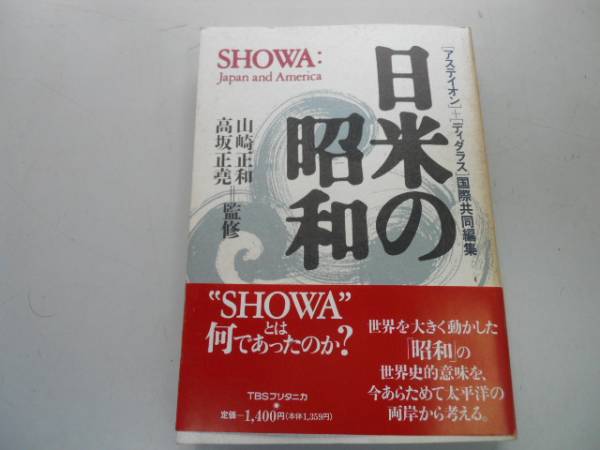 [アステイオン]+[ディダラス]国際共同編集
SHOWA:
Japan and America
日米の
昭和
山崎正和
高坂正堯=監修
“SHOWA”
とは
何であったのか?
世界を大きく動かした
「昭和」の
世界史的意味を、
今あらためて太平洋の
両岸から考える。
TBSブリタニカ
定価—1,400円(本体1,359円)